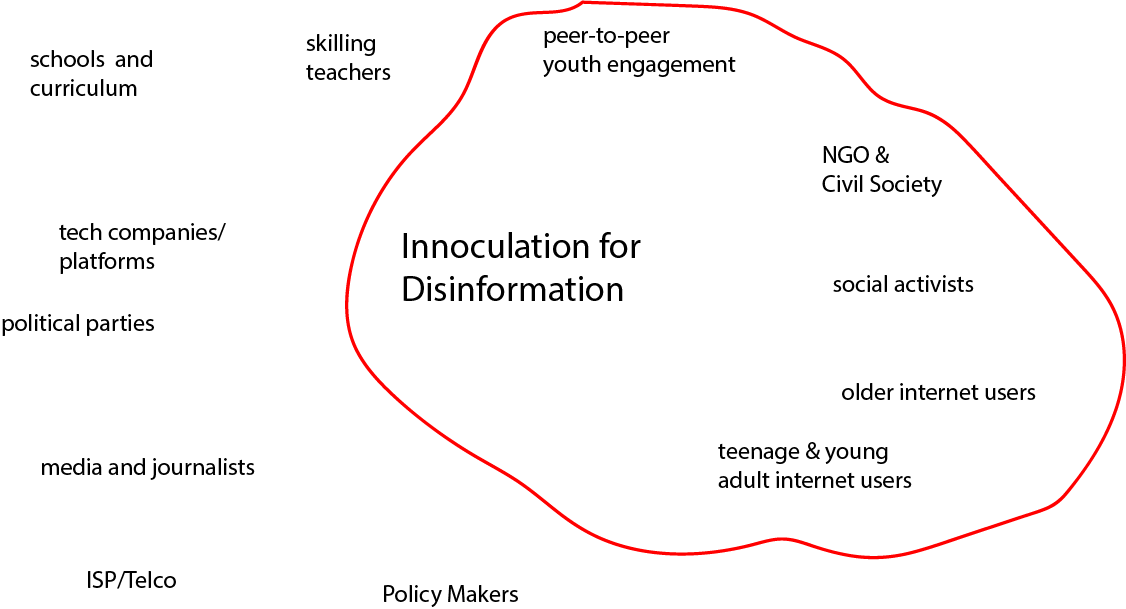 schools and
curriculum
skilling
teachers
peer-to-peer
youth engagement
NGO &
Civil Society
tech companies/
platforms
Innoculation for
Disinformation
social activists
political parties
older internet users
media and journalists
teenage & young
adult internet users
ISP/Telco
Policy Makers